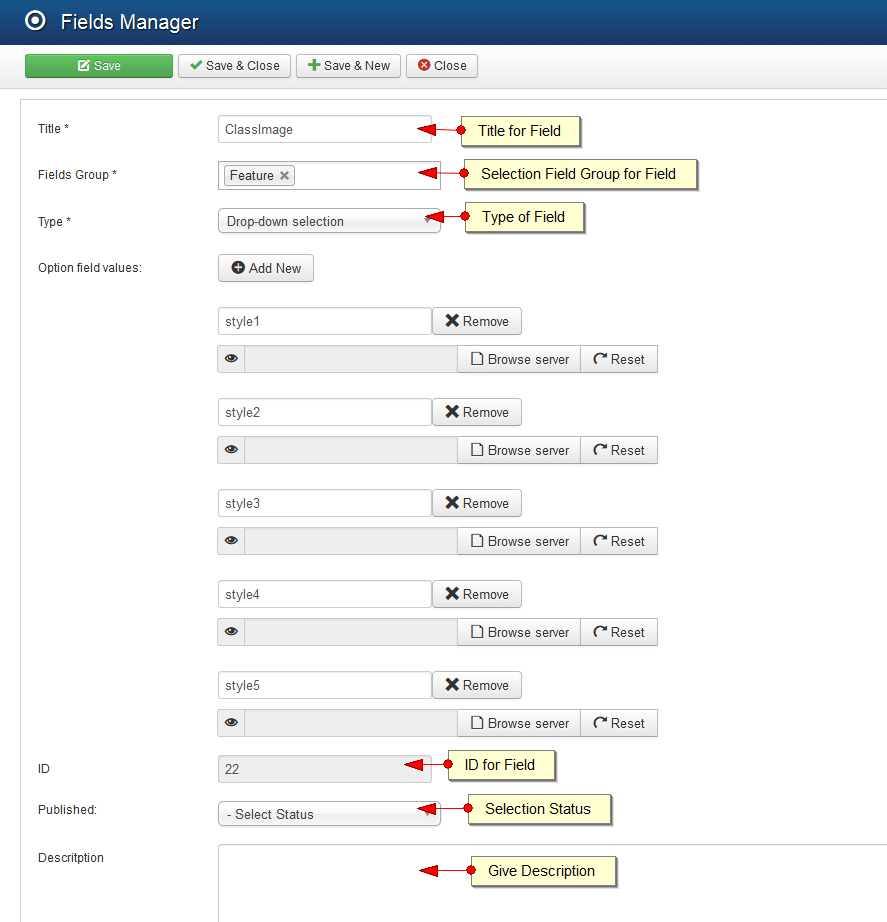 Fields Manager
Save Save & Close Save & New Close
Title * ClassImage Title for Field
Fields Group * Feature Selection Field Group for Field
Type * Drop-down selection Type of Field
Option field values: Add New
style1 Remove
Browse server Reset
style2 Remove
Browse server Reset
style3 Remove
Browse server Reset
style4 Remove
Browse server Reset
style5 Remove
Browse server Reset
ID 22 ID for Field
Published: - Select Status Selection Status
Descritption Give Description